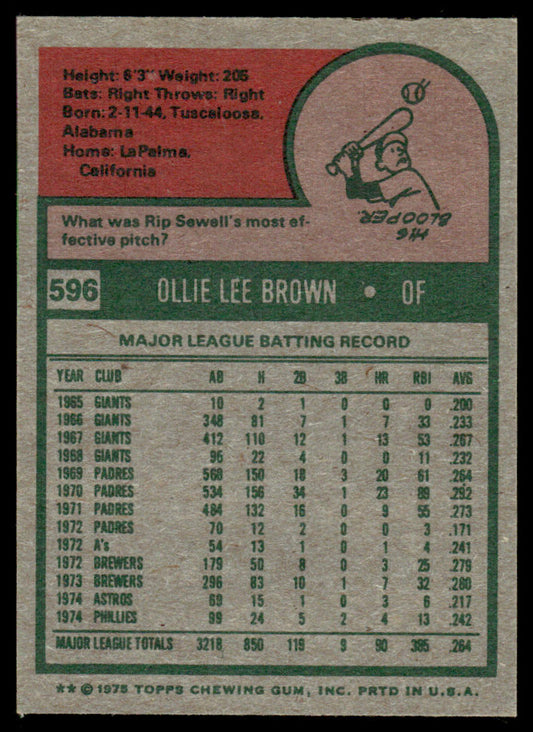 Height: 6'3" Weight: 205
Bats: Right Throws: Right
Born: 2-11-44, Tuscaloosa,
Alabama
Home: LaPalma,
California
HIS
BLOOPER
What was Rip Sewell's most ef-
fective pitch?
596 OLLIE LEE BROWN • OF
MAJOR LEAGUE BATTING RECORD
YEAR CLUB AB H 2B 3B HR RBI AVG
1965 GIANTS 10 2 1 0 0 0 .200
1966 GIANTS 348 81 7 1 7 33 .233
1967 GIANTS 412 110 12 1 13 53 .267
1968 GIANTS 95 22 4 0 0 11 .232
1969 PADRES 568 150 18 3 20 61 .264
1970 PADRES 534 156 34 1 23 89 .292
1971 PADRES 484 132 16 0 9 55 .273
1972 PADRES 70 12 2 0 0 3 .171
1972 A's 54 13 1 0 1 4 .241
1972 BREWERS 179 50 8 0 3 25 .279
1973 BREWERS 296 83 10 1 7 32 .280
1974 ASTROS 69 15 1 0 3 6 .217
1974 PHILLIES 99 24 5 2 4 13 .242
MAJOR LEAGUE TOTALS 3218 850 119 9 90 385 .264
** © 1975 TOPPS CHEWING GUM, INC. PRTD IN U.S.A.